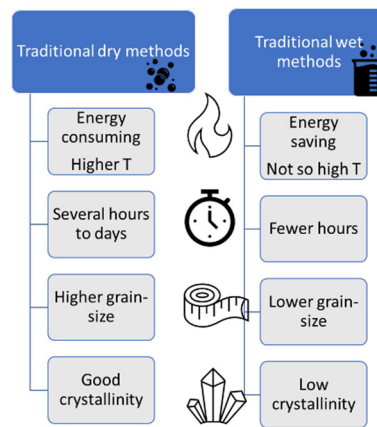 Traditional dry methods
Traditional wet
methods
Energy
consuming
Higher T
Energy
saving
Not so high T
Several hours
to days
Fewer hours
Higher grain-
size
Lower grain-
size
Good
crystallinity
Low
crystallinity